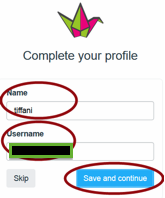 Complete your profile
Name
tiffani
Username
Skip
Save and continue